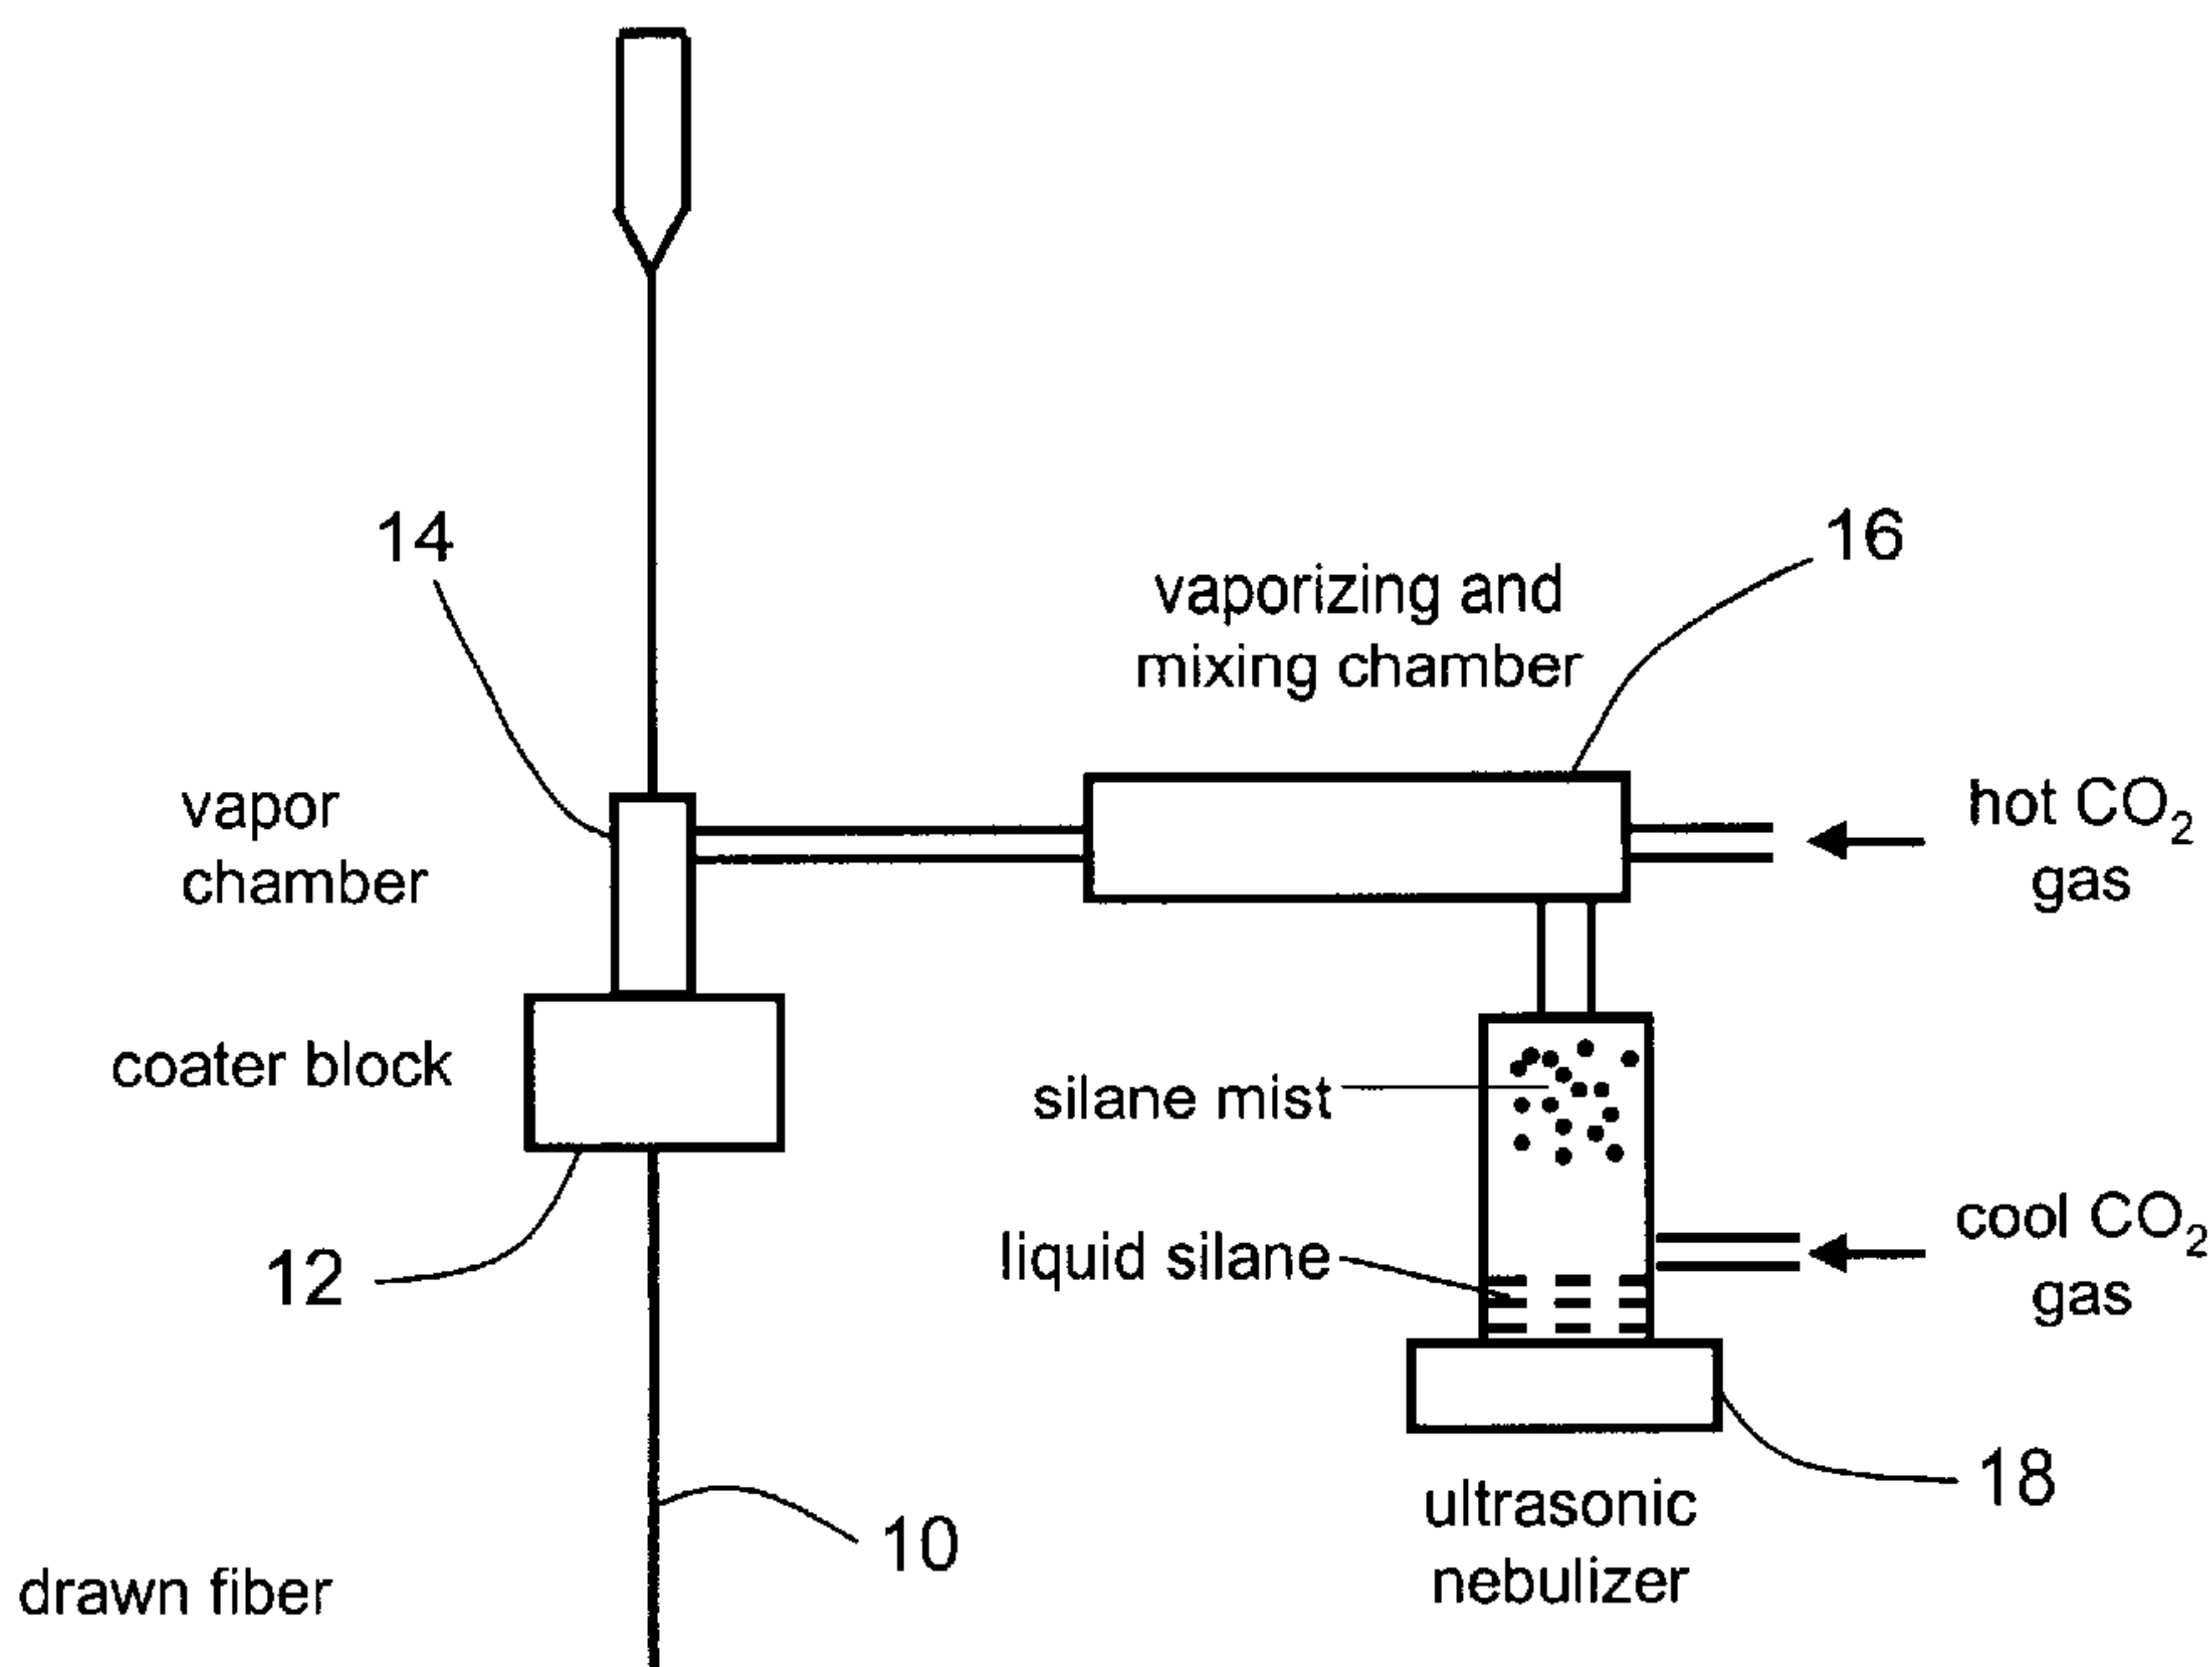 14
16
vaporizing and
mixing chamber
vapor
chamber
hot CO₂
gas
coater block
silane mist
12
liquid silane
cool CO₂
gas
18
ultrasonic
nebulizer
10
drawn fiber